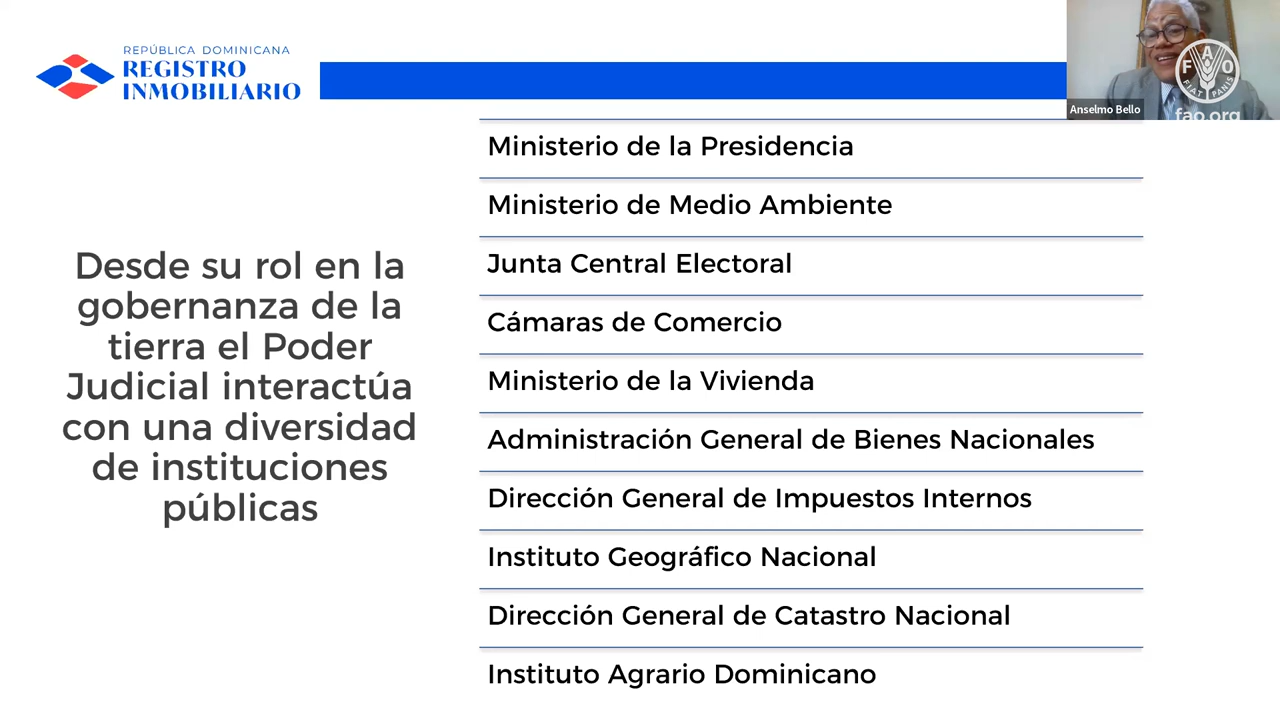 REPÚBLICA DOMINICANA
REGISTRO
INMOBILIARIO
FAO
FIAT PANIS
fao.org
Anselmo Bello
Desde su rol en la
gobernanza de la
tierra el Poder
Judicial interactúa
con una diversidad
de instituciones
públicas
Ministerio de la Presidencia
Ministerio de Medio Ambiente
Junta Central Electoral
Cámaras de Comercio
Ministerio de la Vivienda
Administración General de Bienes Nacionales
Dirección General de Impuestos Internos
Instituto Geográfico Nacional
Dirección General de Catastro Nacional
Instituto Agrario Dominicano